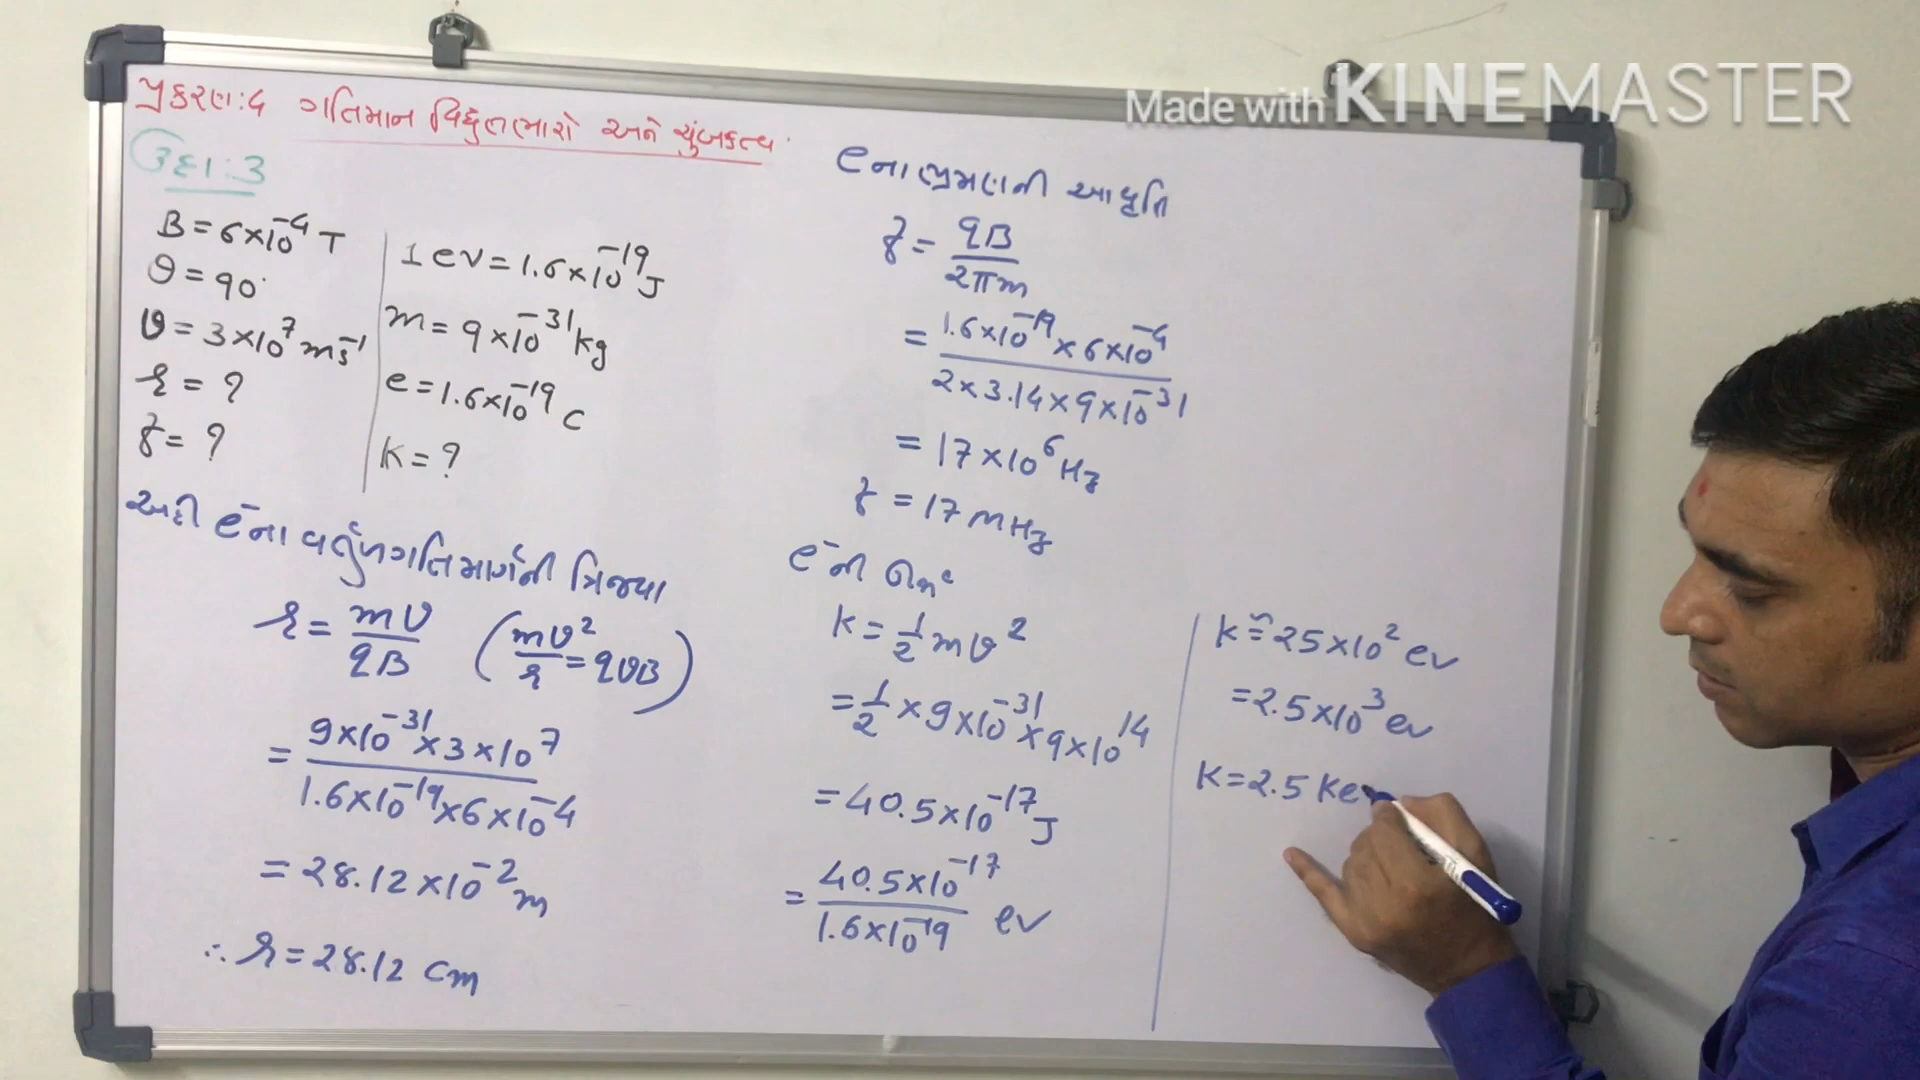 Made with KINEMASTER
પ્રકરણ:૪ ગતિમાન વિદ્યુતભારો અને ચુંબકત્વ
ઉદા:3
B = 6×10⁻⁴ T
θ = 90°
v = 3×10⁷ ms⁻¹
r = ?
f = ?
1 ev = 1.6×10⁻¹⁹ J
m = 9×10⁻³¹ kg
e = 1.6×10⁻¹⁹ C
k = ?
અહીં e⁻ના વર્તુળગતિમાર્ગની ત્રિજ્યા
r = mv/qB (mv²/r = qvB)
= 9×10⁻³¹×3×10⁷ / 1.6×10⁻¹⁹×6×10⁻⁴
= 28.12×10⁻² m
∴ r = 28.12 cm
eના ભ્રમણની આવૃત્તિ
f = qB/2πm
= 1.6×10⁻¹⁹×6×10⁻⁴ / 2×3.14×9×10⁻³¹
= 17×10⁶ Hz
f = 17 mHz
e⁻ની
k = 1/2 mv²
= 1/2 × 9×10⁻³¹ × 9×10¹⁴
= 40.5×10⁻¹⁷ J
= 40.5×10⁻¹⁷ / 1.6×10⁻¹⁹ ev
k ≃ 25×10² ev
= 2.5×10³ ev
k = 2.5 Kev